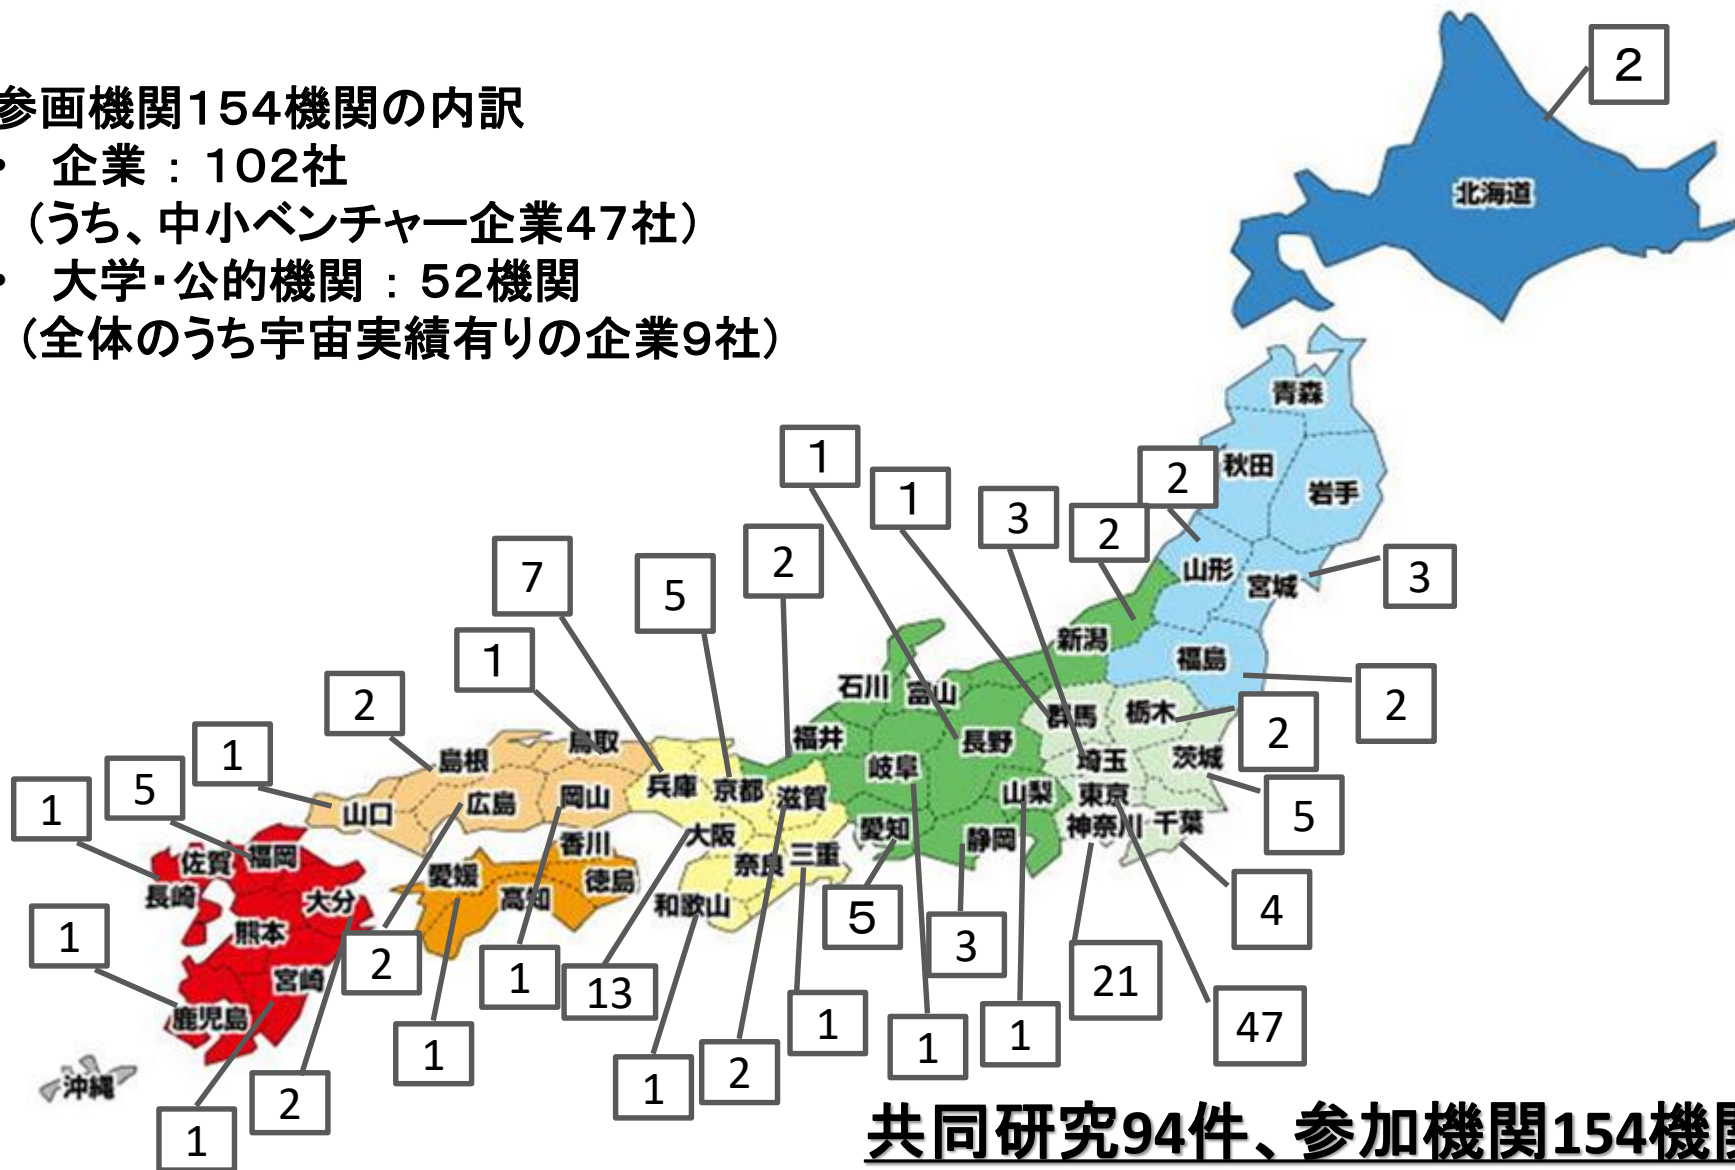 参画機関154機関の内訳
・ 企業 : 102社
(うち、中小ベンチャー企業47社)
・ 大学・公的機関 : 52機関
(全体のうち宇宙実績有りの企業9社)
2
北海道
青森
秋田
岩手
2
山形
宮城
3
2
新潟
福島
2
1
1
3
7
5
2
1
2
1
5
1
石川
富山
群馬
栃木
2
福井
長野
埼玉
茨城
5
岐阜
山梨
東京
鳥取
島根
兵庫
京都
滋賀
山口
広島
岡山
愛知
静岡
神奈川
千葉
4
大阪
奈良
三重
和歌山
香川
愛媛
高知
徳島
佐賀
福岡
長崎
大分
熊本
宮崎
鹿児島
沖縄
1
2
1
13
5
3
21
47
1
1
2
1
1
1
2
1
共同研究94件、参加機関154機関